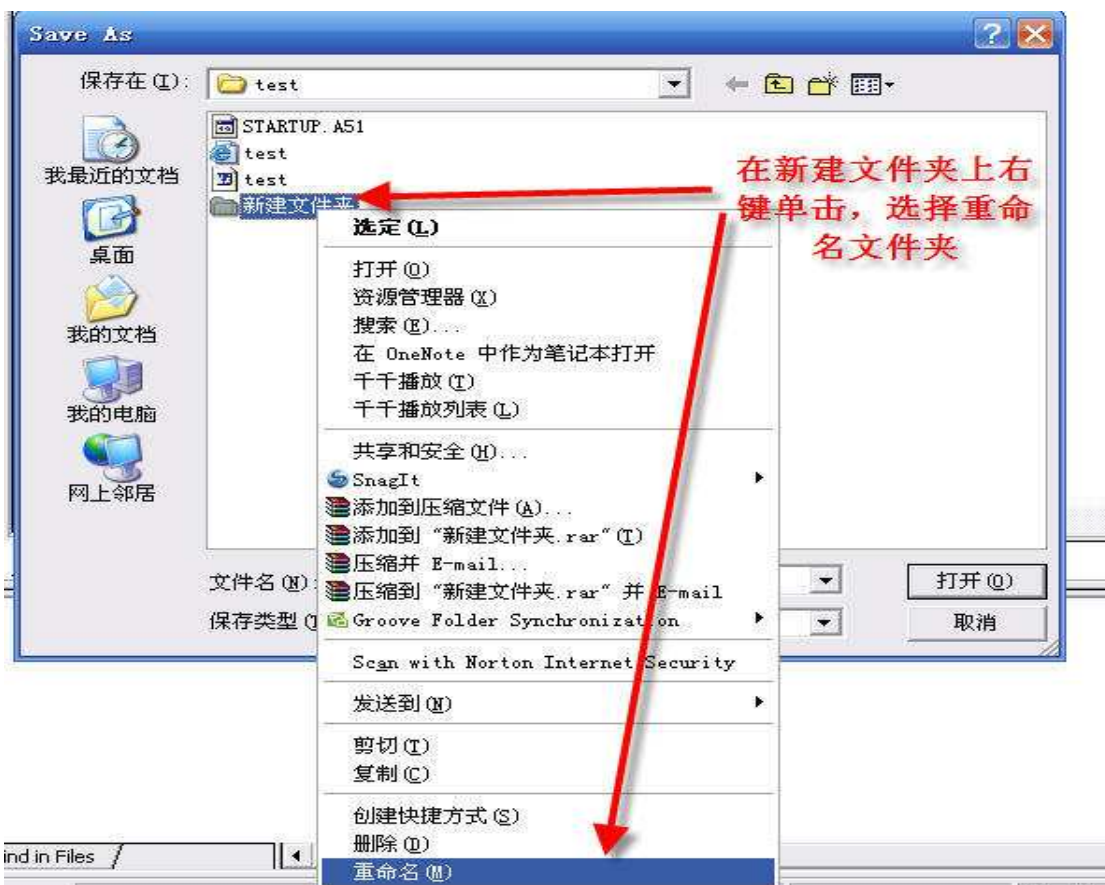 Save As
保存在(I):
test
STARTUP.A51
test
test
新建文件夹
我最近的文档
桌面
我的文档
我的电脑
网上邻居
在新建文件夹上右
键单击，选择重命
名文件夹
选定(L)
打开(O)
资源管理器(X)
搜索(E)...
在 OneNote 中作为笔记本打开
千千播放(T)
千千播放列表(L)
共享和安全(H)...
SnagIt
添加到压缩文件(A)...
添加到 "新建文件夹.rar"(T)
压缩并 E-mail...
压缩到 "新建文件夹.rar" 并 E-mail
Groove Folder Synchronization
Scan with Norton Internet Security
发送到(N)
剪切(T)
复制(C)
创建快捷方式(S)
删除(D)
重命名(M)
文件名(N):
打开(O)
保存类型(T
取消
ind in Files